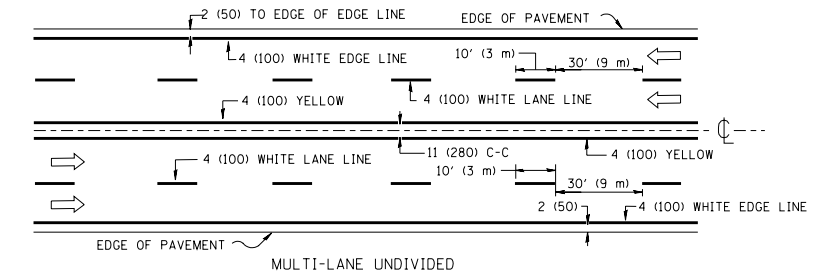 2 (50) TO EDGE OF EDGE LINE
EDGE OF PAVEMENT
4 (100) WHITE EDGE LINE
10' (3 m)
30' (9 m)
4 (100) YELLOW
4 (100) WHITE LANE LINE
℄
4 (100) WHITE LANE LINE
11 (280) C-C
4 (100) YELLOW
10' (3 m)
30' (9 m)
2 (50)
4 (100) WHITE EDGE LINE
EDGE OF PAVEMENT
MULTI-LANE UNDIVIDED